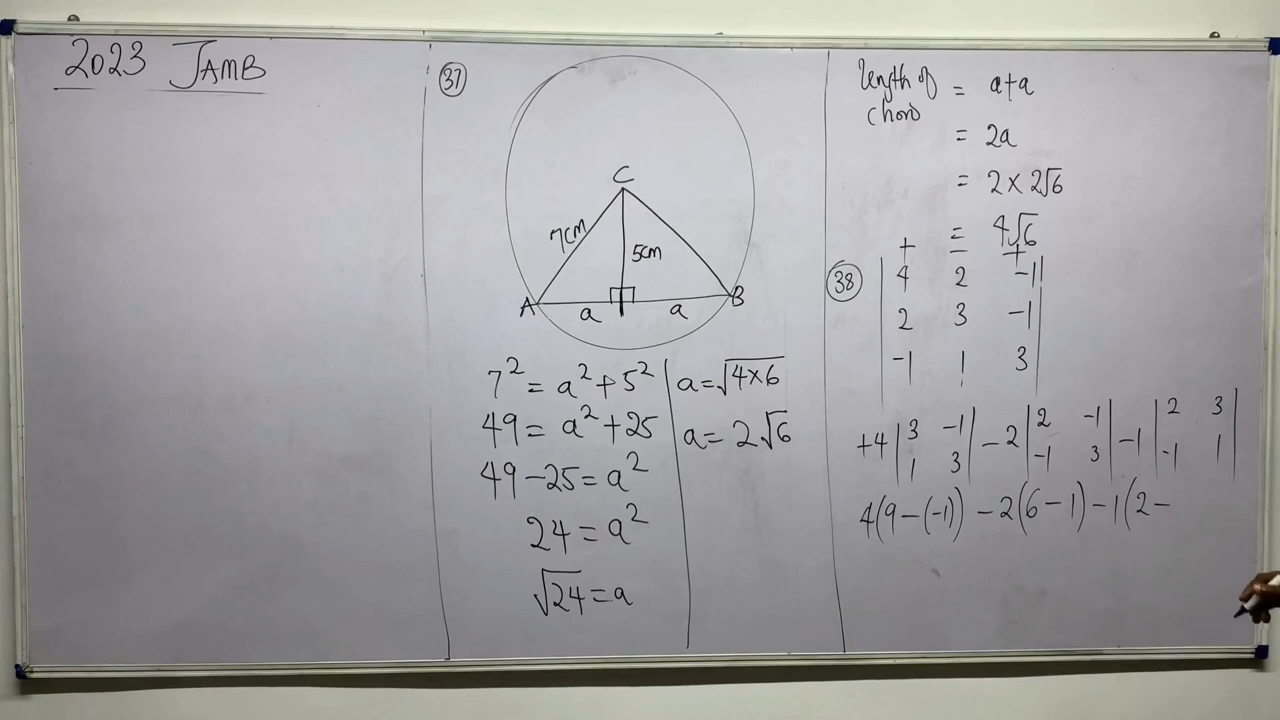 2023 JAMB
37
C
7cm
5cm
A
B
a
a
7² = a² + 5²
49 = a² + 25
49 - 25 = a²
24 = a²
√24 = a
a = √4×6
a = 2√6
length of chord = a+a
= 2a
= 2 × 2√6
= 4√6
+ - +
38
| 4 2 -1 |
| 2 3 -1 |
| -1 1 3 |
+4 | 3 -1 | - 2 | 2 -1 | - 1 | 2 3 |
| 1 3 | | -1 3 | | -1 1 |
4(9 - (-1)) - 2(6 - 1) - 1(2 -